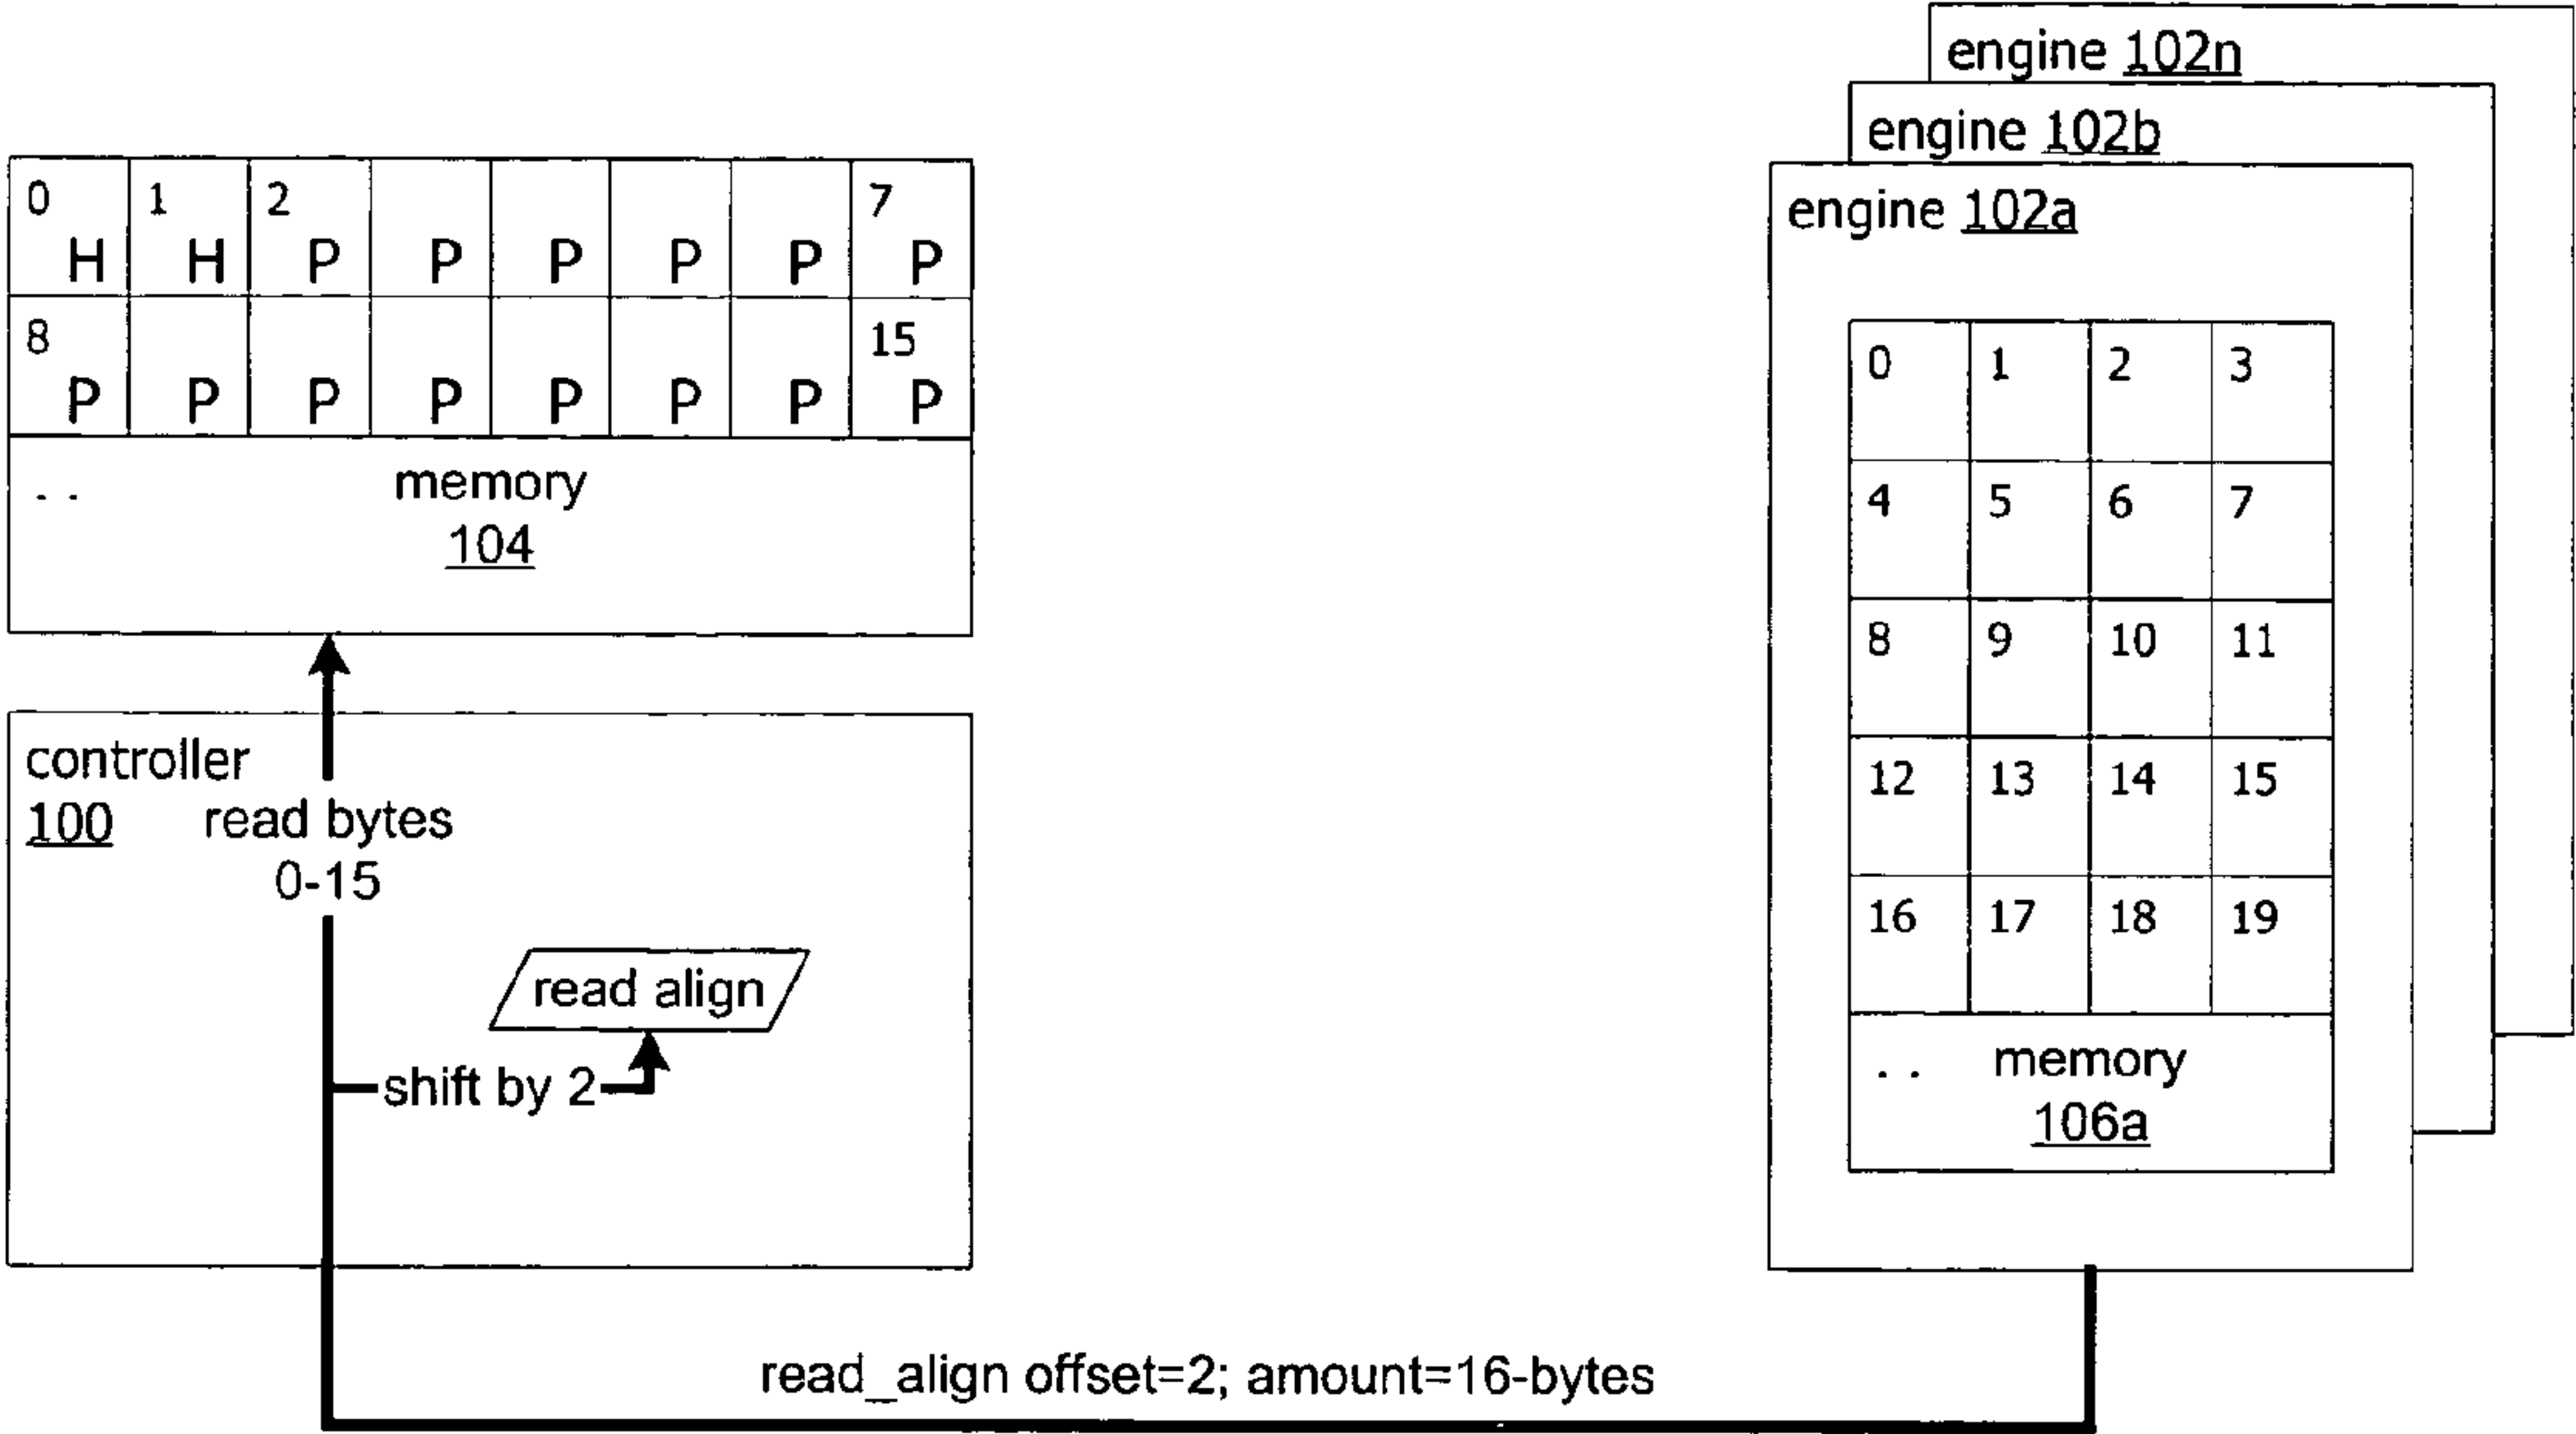 engine 102n
engine 102b
engine 102a
0 1 2 7
H H P P P P P P
8 15
P P P P P P P P
. . memory
104
controller
100 read bytes
0-15
read align
shift by 2
0 1 2 3
4 5 6 7
8 9 10 11
12 13 14 15
16 17 18 19
. . memory
106a
read_align offset=2; amount=16-bytes